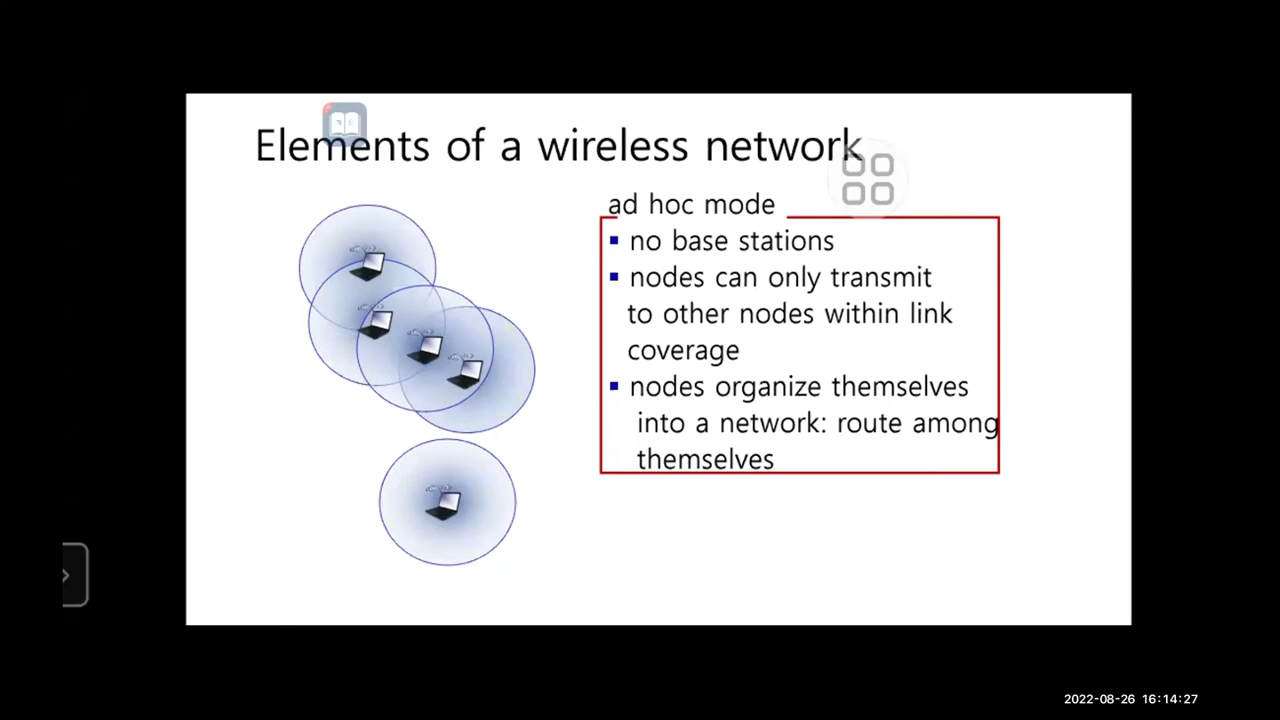 Elements of a wireless network
ad hoc mode
▪ no base stations
▪ nodes can only transmit
to other nodes within link
coverage
▪ nodes organize themselves
into a network: route among
themselves
2022-08-26 16:14:27